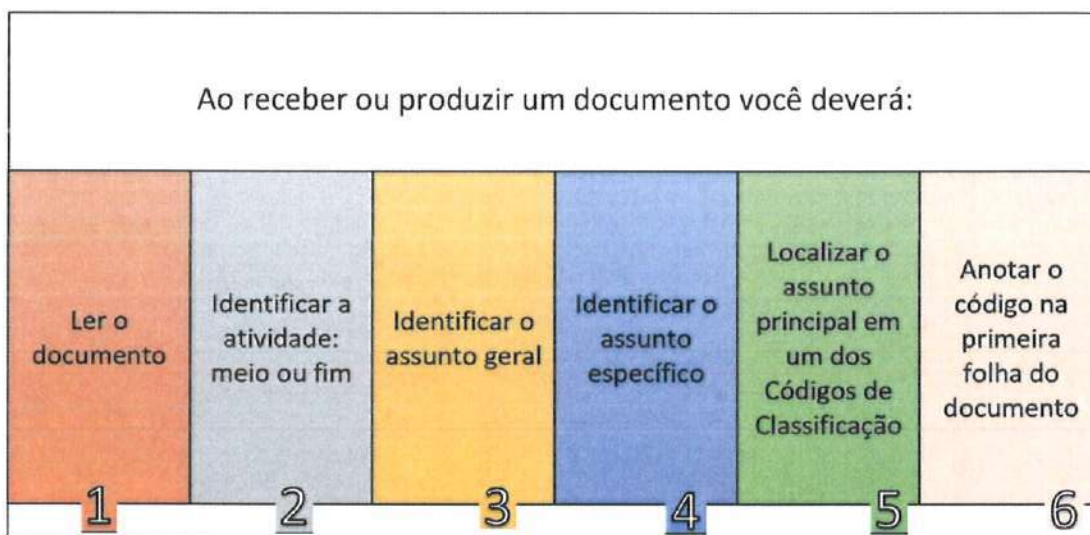 Ao receber ou produzir um documento você deverá:
Ler o
documento
1
Identificar a
atividade:
meio ou fim
2
Identificar o
assunto geral
3
Identificar o
assunto
específico
4
Localizar o
assunto
principal em
um dos
Códigos de
Classificação
5
Anotar o
código na
primeira
folha do
documento
6